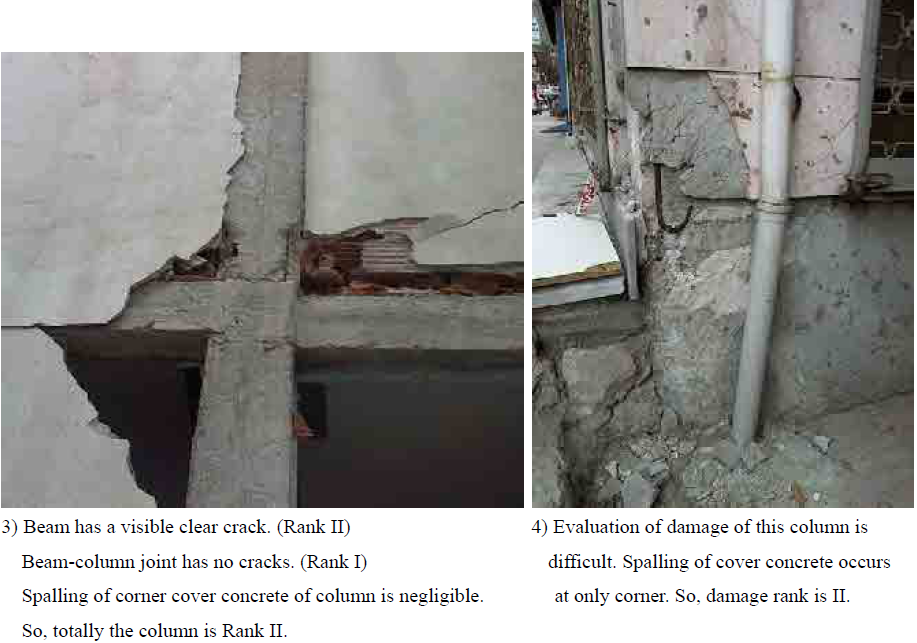 3) Beam has a visible clear crack. (Rank II)
Beam-column joint has no cracks. (Rank I)
Spalling of corner cover concrete of column is negligible.
So, totally the column is Rank II.
4) Evaluation of damage of this column is
difficult. Spalling of cover concrete occurs
at only corner. So, damage rank is II.